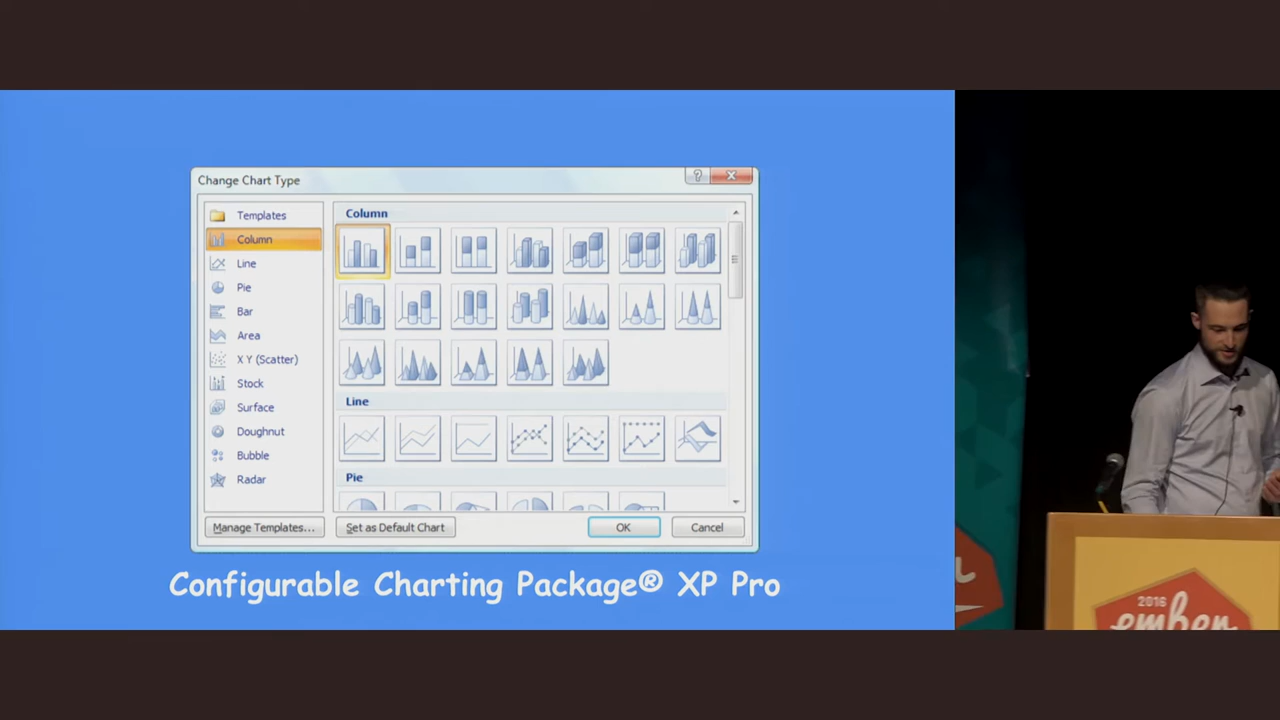 Change Chart Type
?
X
Templates
Column
Line
Pie
Bar
Area
X Y (Scatter)
Stock
Surface
Doughnut
Bubble
Radar
Column
Line
Pie
Manage Templates...
Set as Default Chart
OK
Cancel
Configurable Charting Package® XP Pro
2016
ember